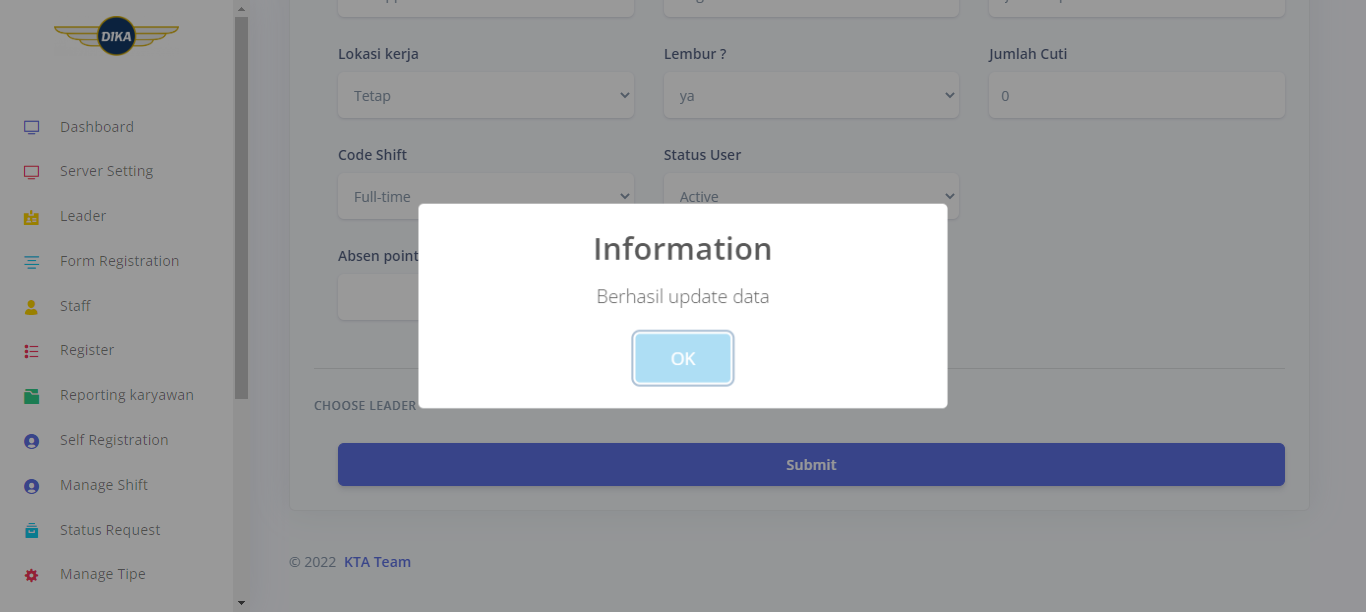 DIKA
Dashboard
Server Setting
Leader
Form Registration
Staff
Register
Reporting karyawan
Self Registration
Manage Shift
Status Request
Manage Tipe
Lokasi kerja
Lembur ?
Jumlah Cuti
Tetap
ya
0
Code Shift
Status User
Full-time
Active
Absen point
Information
Berhasil update data
OK
CHOOSE LEADER
Submit
© 2022 KTA Team